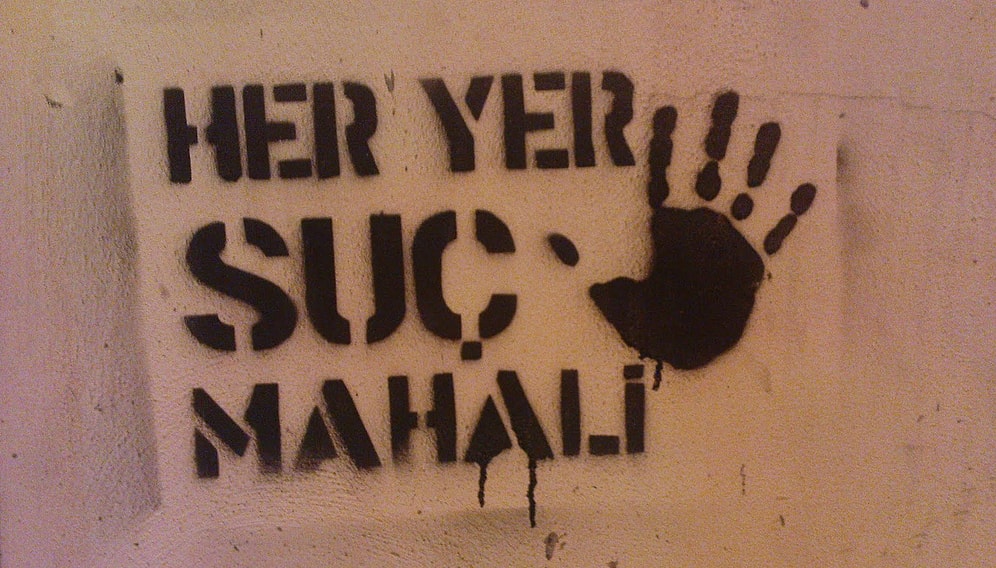 HER YER
SUÇ
MAHALİ